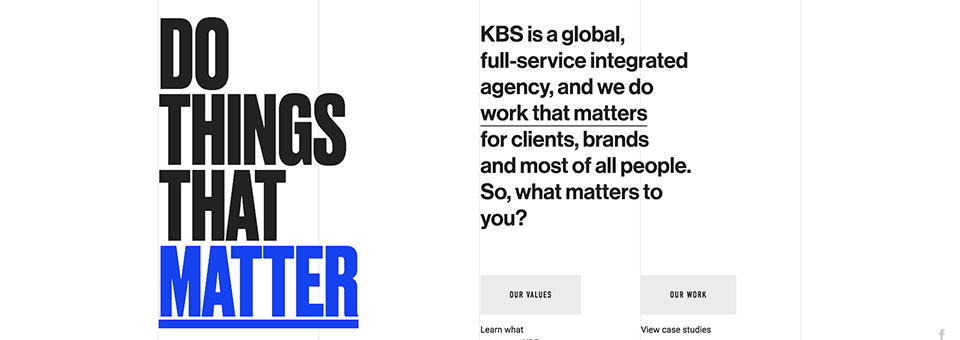 DO
THINGS
THAT
MATTER
KBS is a global,
full-service integrated
agency, and we do
work that matters
for clients, brands
and most of all people.
So, what matters to
you?
OUR VALUES
OUR WORK
Learn what
View case studies